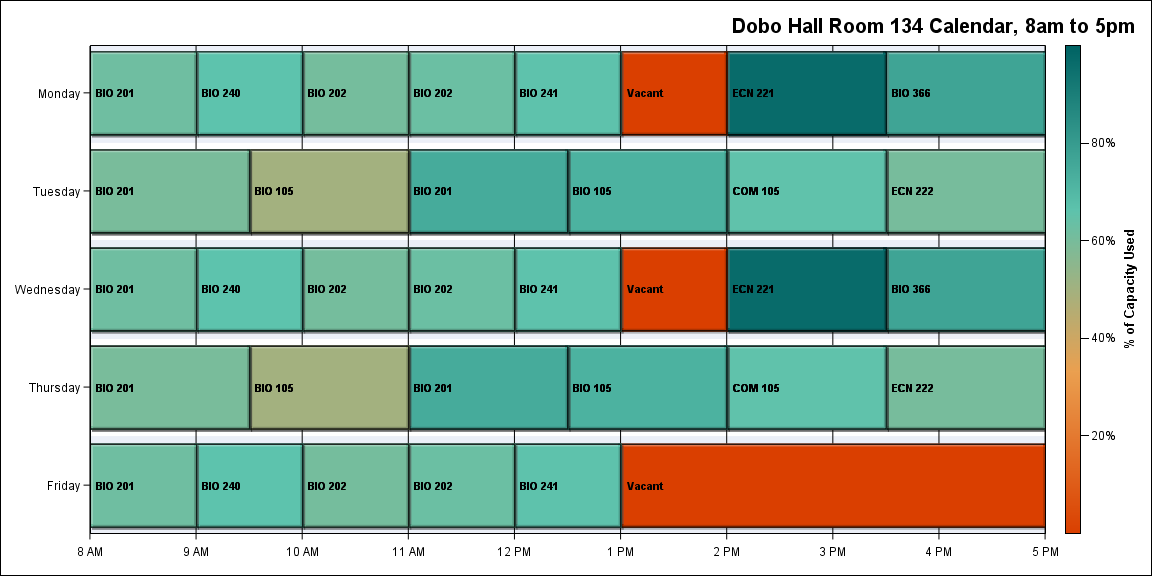 Dobo Hall Room 134 Calendar, 8am to 5pm
Monday
BIO 201
BIO 240
BIO 202
BIO 202
BIO 241
Vacant
ECN 221
BIO 366
Tuesday
BIO 201
BIO 105
BIO 201
BIO 105
COM 105
ECN 222
Wednesday
BIO 201
BIO 240
BIO 202
BIO 202
BIO 241
Vacant
ECN 221
BIO 366
Thursday
BIO 201
BIO 105
BIO 201
BIO 105
COM 105
ECN 222
Friday
BIO 201
BIO 240
BIO 202
BIO 202
BIO 241
Vacant
8 AM
9 AM
10 AM
11 AM
12 PM
1 PM
2 PM
3 PM
4 PM
5 PM
80%
60%
40%
20%
% of Capacity Used